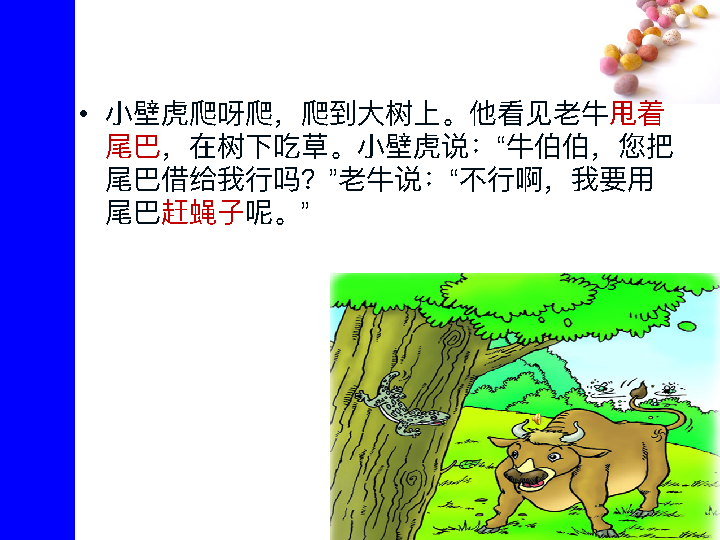 • 小壁虎爬呀爬，爬到大树上。他看见老牛甩着
尾巴，在树下吃草。小壁虎说：“牛伯伯，您把
尾巴借给我行吗？”老牛说：“不行啊，我要用
尾巴赶蝇子呢。”